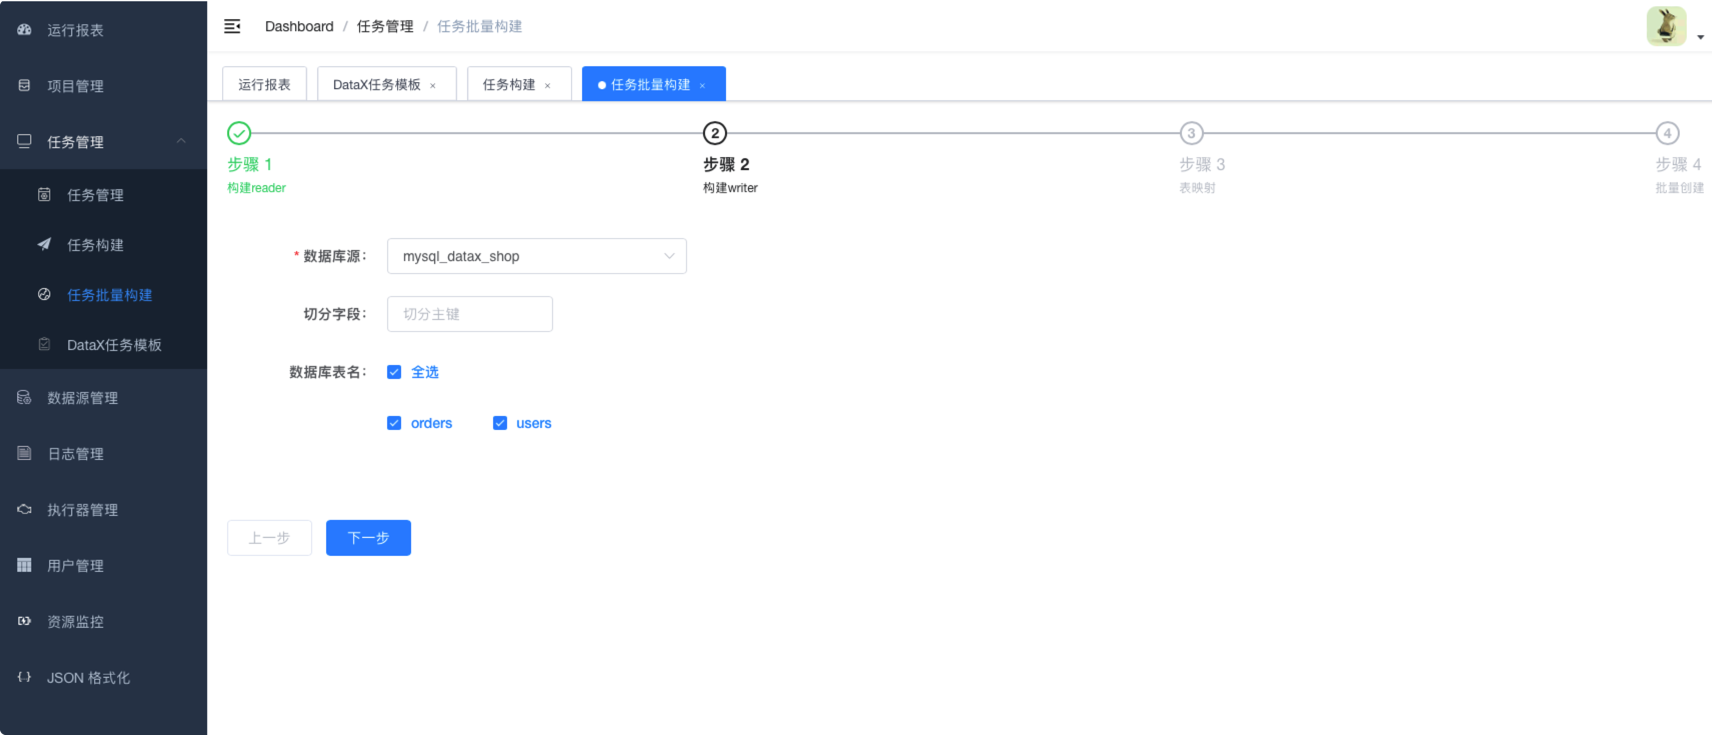 运行报表
项目管理
任务管理
任务管理
任务构建
任务批量构建
DataX任务模板
数据源管理
日志管理
执行器管理
用户管理
资源监控
JSON 格式化
Dashboard / 任务管理 / 任务批量构建
运行报表 DataX任务模板 × 任务构建 × 任务批量构建 ×
2 3 4
步骤 1 步骤 2 步骤 3 步骤 4
构建reader 构建writer 表映射 批量创建
* 数据库源: mysql_datax_shop
切分字段: 切分主键
数据库表名: 全选
orders users
上一步 下一步